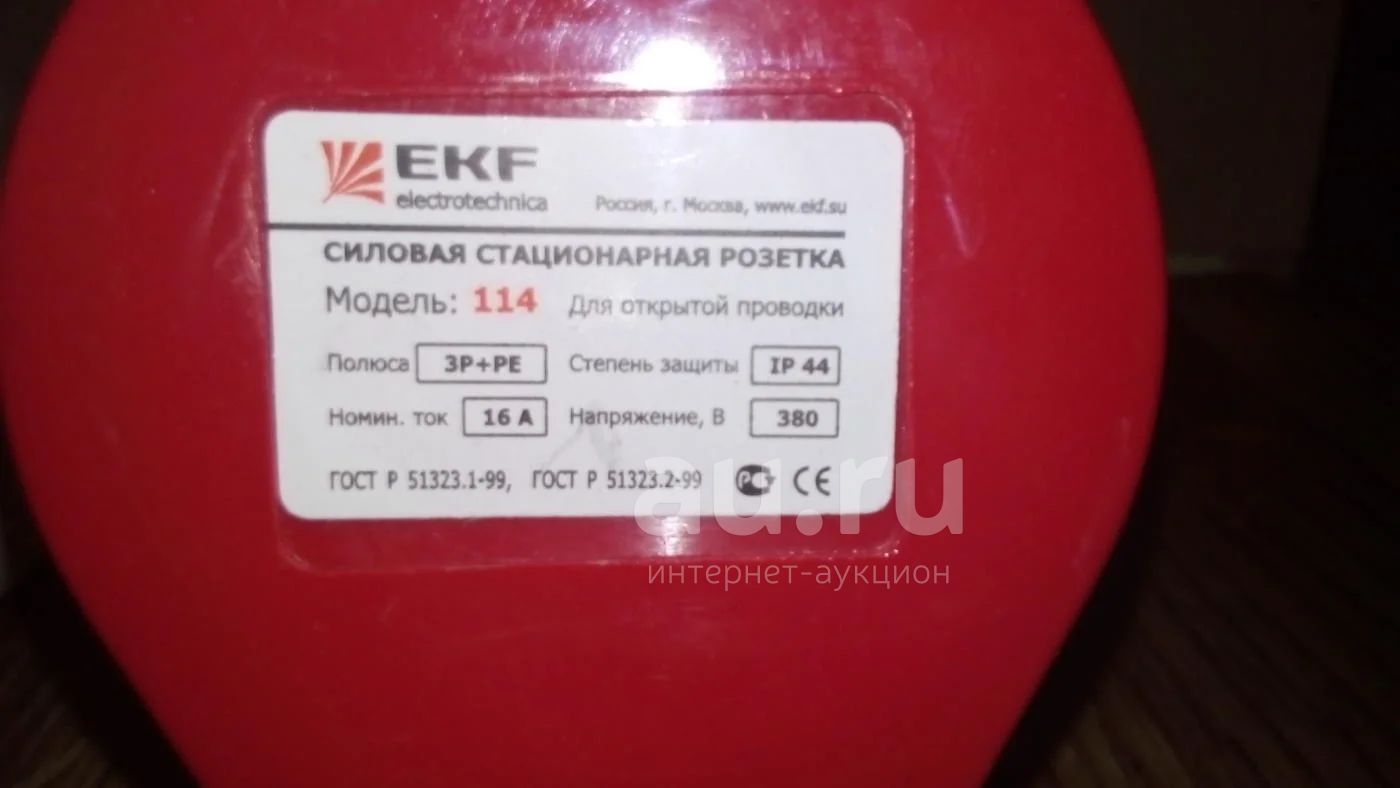 EKF
electrotechnica
Россия, г. Москва, www.ekf.su
СИЛОВАЯ СТАЦИОНАРНАЯ РОЗЕТКА
Модель: 114 Для открытой проводки
Полюса 3P+PE Степень защиты IP 44
Номин. ток 16 А Напряжение, В 380
ГОСТ Р 51323.1-99, ГОСТ Р 51323.2-99 РСТ CE
au.ru
интернет-аукцион